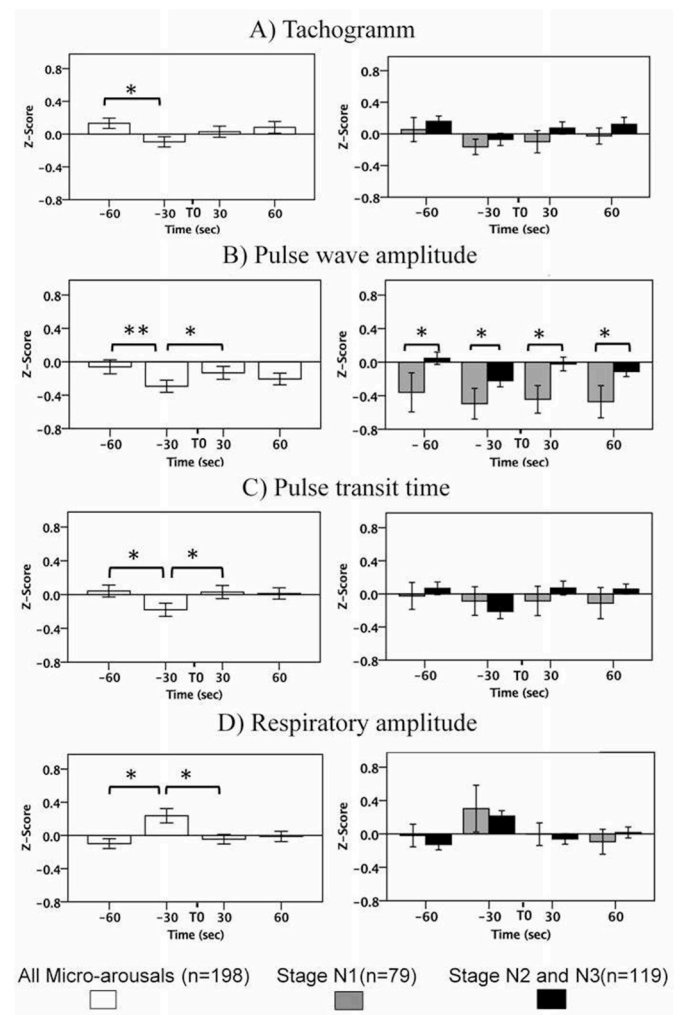 A) Tachogramm
0.8
0.4
0.0
−0.4
−0.8
Z-Score
*
−60 −30 T0 30 60
Time (sec)
0.8
0.4
0.0
−0.4
−0.8
Z-Score
−60 −30 T0 30 60
Time (sec)
B) Pulse wave amplitude
0.8
0.4
0.0
−0.4
−0.8
Z-Score
** *
−60 −30 T0 30 60
Time (sec)
0.8
0.4
0.0
−0.4
−0.8
Z-Score
* * * *
−60 −30 T0 30 60
Time (sec)
C) Pulse transit time
0.8
0.4
0.0
−0.4
−0.8
Z-Score
* *
−60 −30 T0 30 60
Time (sec)
0.8
0.4
0.0
−0.4
−0.8
Z-Score
−60 −30 T0 30 60
Time (sec)
D) Respiratory amplitude
0.8
0.4
0.0
−0.4
−0.8
Z-Score
* *
−60 −30 T0 30 60
Time (sec)
0.8
0.4
0.0
−0.4
−0.8
Z-Score
−60 −30 T0 30 60
Time (sec)
All Micro-arousals (n=198) Stage N1(n=79) Stage N2 and N3(n=119)